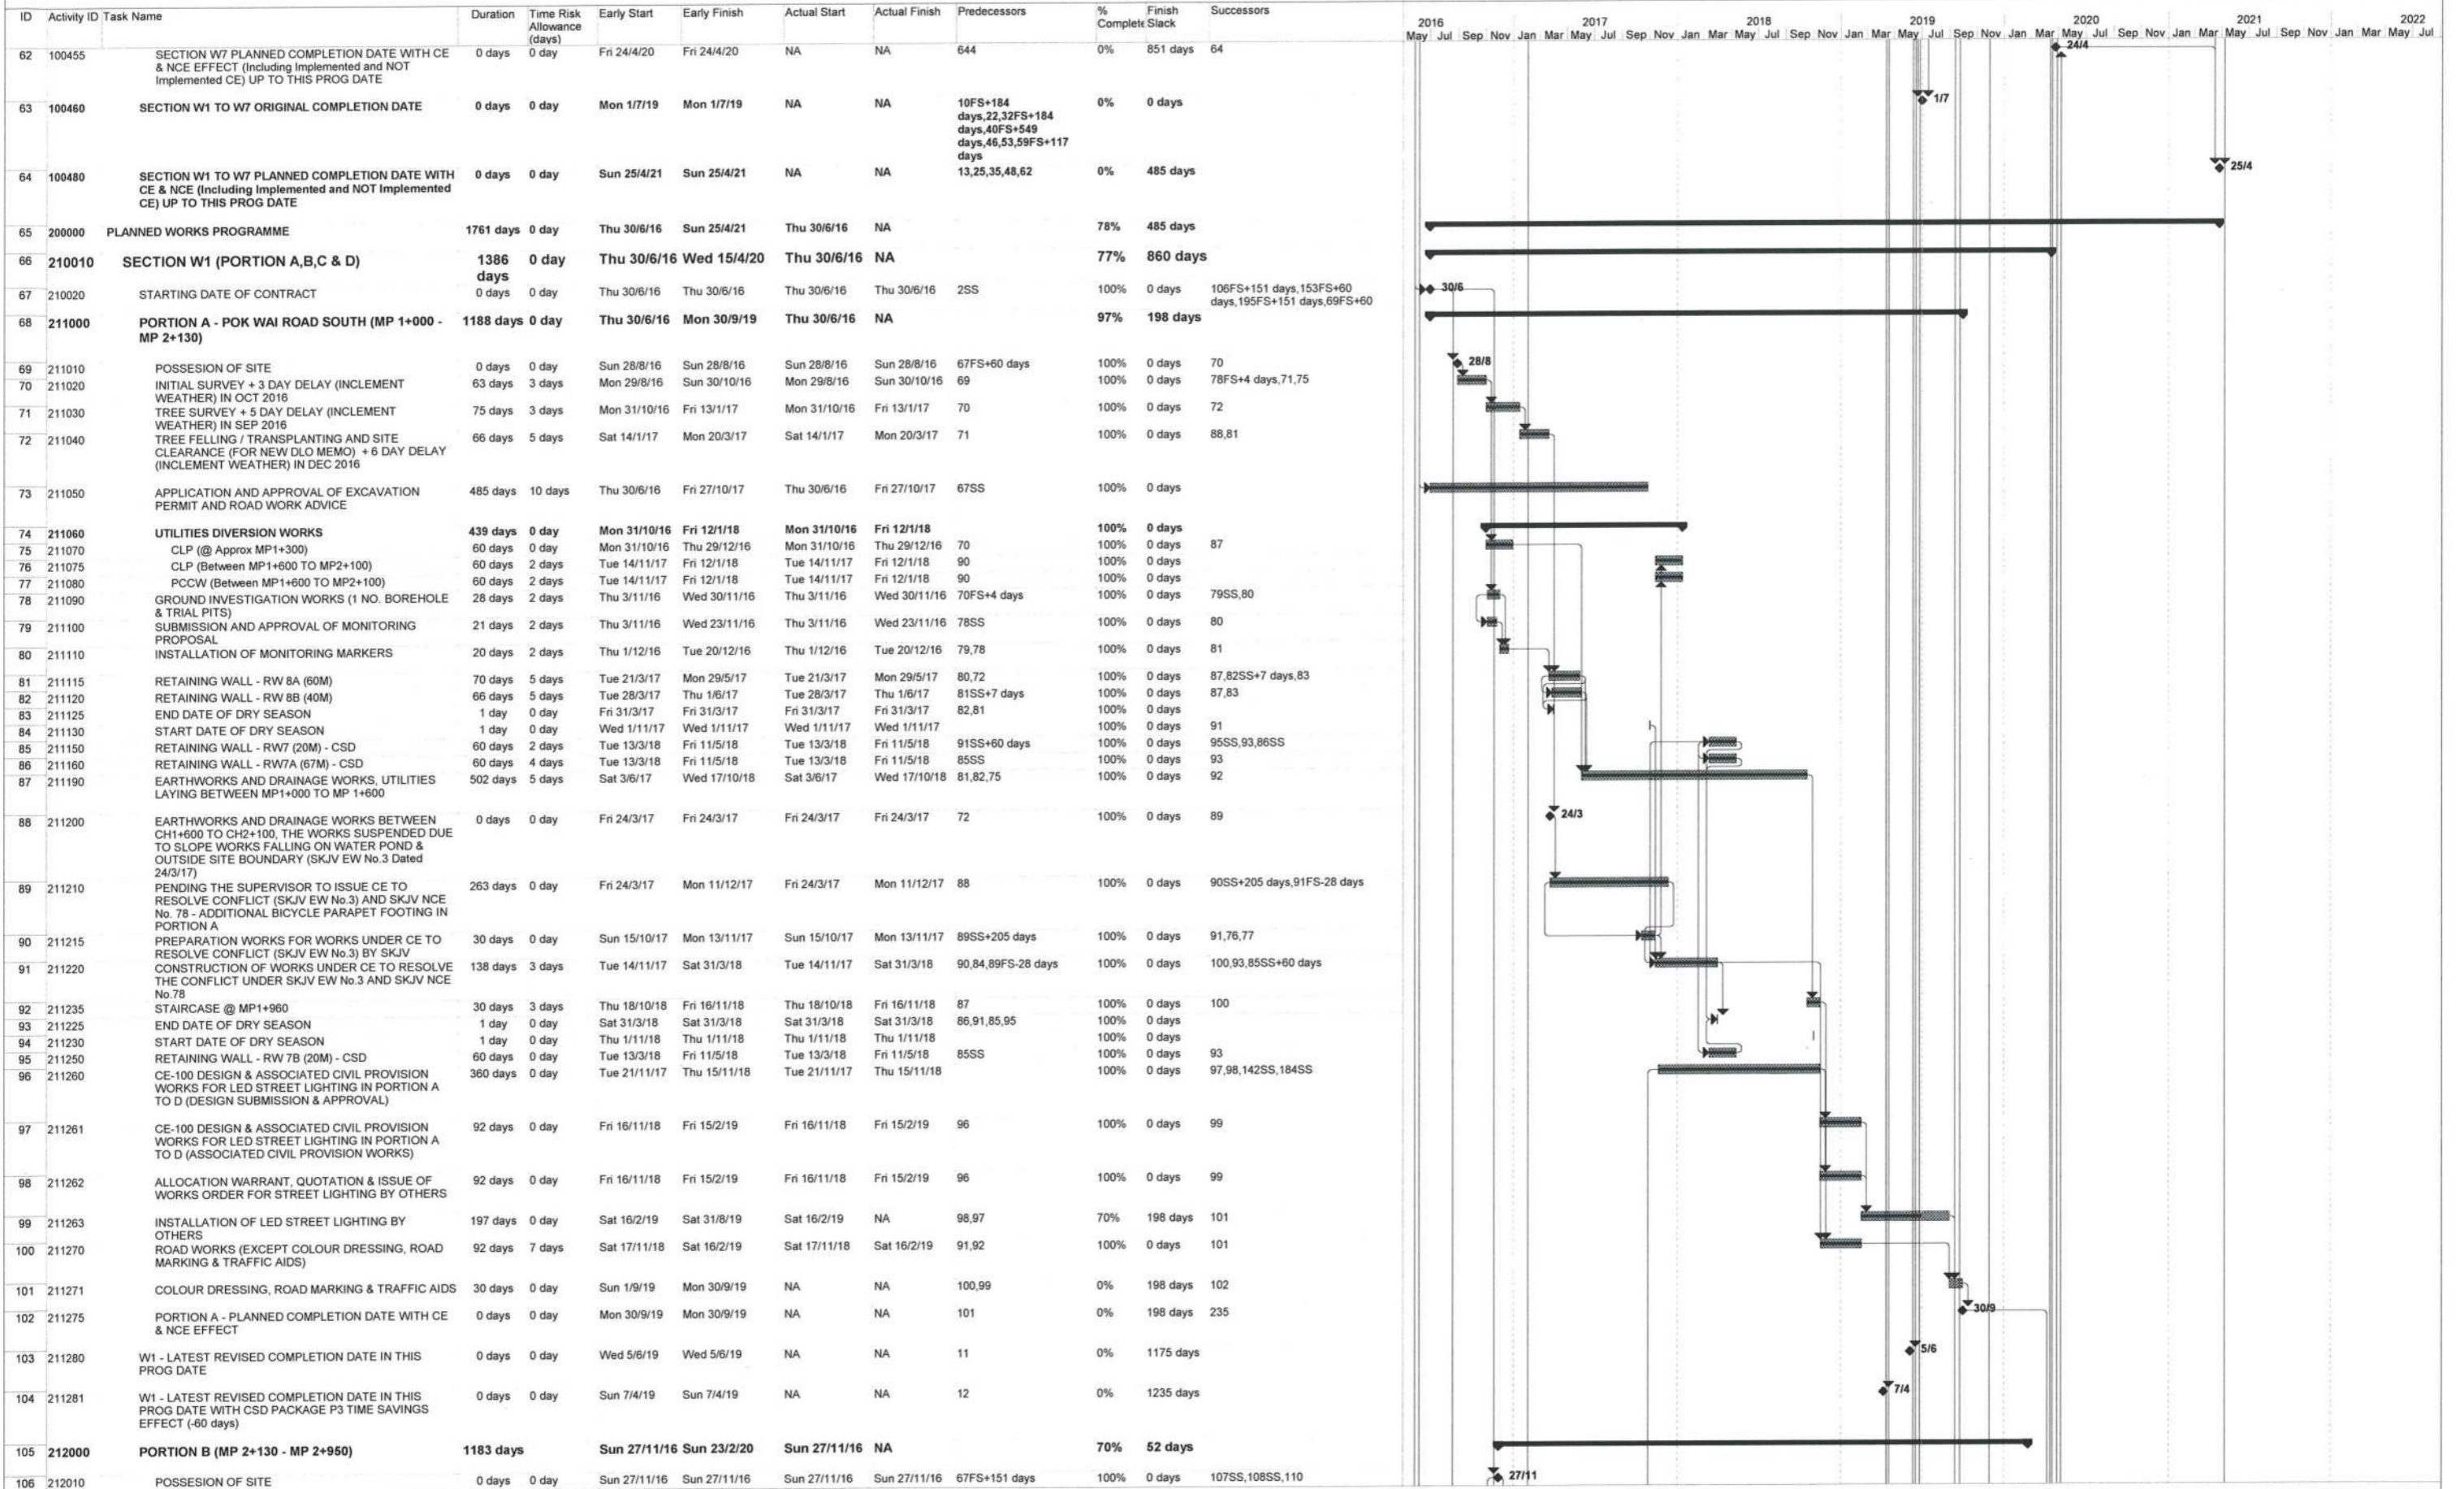 ID Activity ID Task Name Duration Time Risk Early Start Early Finish Actual Start Actual Finish Predecessors % Finish Successors
Allowance Complete Slack
(days)
2016 2017 2018 2019 2020 2021 2022
May Jul Sep Nov Jan Mar May Jul Sep Nov Jan Mar May Jul Sep Nov Jan Mar May Jul Sep Nov Jan Mar May Jul Sep Nov Jan Mar May Jul Sep Nov Jan Mar May Jul
62 100455 SECTION W7 PLANNED COMPLETION DATE WITH CE 0 days 0 day Fri 24/4/20 Fri 24/4/20 NA NA 644 0% 851 days 64 24/4
& NCE EFFECT (Including Implemented and NOT
Implemented CE) UP TO THIS PROG DATE
63 100460 SECTION W1 TO W7 ORIGINAL COMPLETION DATE 0 days 0 day Mon 1/7/19 Mon 1/7/19 NA NA 10FS+184 0% 0 days 1/7
days,22,32FS+184
days,40FS+549
days,46,53,59FS+117
days
64 100480 SECTION W1 TO W7 PLANNED COMPLETION DATE WITH 0 days 0 day Sun 25/4/21 Sun 25/4/21 NA NA 13,25,35,48,62 0% 485 days 25/4
CE & NCE (Including Implemented and NOT Implemented
CE) UP TO THIS PROG DATE
65 200000 PLANNED WORKS PROGRAMME 1761 days 0 day Thu 30/6/16 Sun 25/4/21 Thu 30/6/16 NA 78% 485 days
66 210010 SECTION W1 (PORTION A,B,C & D) 1386 0 day Thu 30/6/16 Wed 15/4/20 Thu 30/6/16 NA 77% 860 days
days
67 210020 STARTING DATE OF CONTRACT 0 days 0 day Thu 30/6/16 Thu 30/6/16 Thu 30/6/16 Thu 30/6/16 2SS 100% 0 days 106FS+151 days,153FS+60 30/6
days,195FS+151 days,69FS+60
68 211000 PORTION A - POK WAI ROAD SOUTH (MP 1+000 - 1188 days 0 day Thu 30/6/16 Mon 30/9/19 Thu 30/6/16 NA 97% 198 days
MP 2+130)
69 211010 POSSESION OF SITE 0 days 0 day Sun 28/8/16 Sun 28/8/16 Sun 28/8/16 Sun 28/8/16 67FS+60 days 100% 0 days 70 28/8
70 211020 INITIAL SURVEY + 3 DAY DELAY (INCLEMENT 63 days 3 days Mon 29/8/16 Sun 30/10/16 Mon 29/8/16 Sun 30/10/16 69 100% 0 days 78FS+4 days,71,75
WEATHER) IN OCT 2016
71 211030 TREE SURVEY + 5 DAY DELAY (INCLEMENT 75 days 3 days Mon 31/10/16 Fri 13/1/17 Mon 31/10/16 Fri 13/1/17 70 100% 0 days 72
WEATHER) IN SEP 2016
72 211040 TREE FELLING / TRANSPLANTING AND SITE 66 days 5 days Sat 14/1/17 Mon 20/3/17 Sat 14/1/17 Mon 20/3/17 71 100% 0 days 88,81
CLEARANCE (FOR NEW DLO MEMO) + 6 DAY DELAY
(INCLEMENT WEATHER) IN DEC 2016
73 211050 APPLICATION AND APPROVAL OF EXCAVATION 485 days 10 days Thu 30/6/16 Fri 27/10/17 Thu 30/6/16 Fri 27/10/17 67SS 100% 0 days
PERMIT AND ROAD WORK ADVICE
74 211060 UTILITIES DIVERSION WORKS 439 days 0 day Mon 31/10/16 Fri 12/1/18 Mon 31/10/16 Fri 12/1/18 100% 0 days
75 211070 CLP (@ Approx MP1+300) 60 days 0 day Mon 31/10/16 Thu 29/12/16 Mon 31/10/16 Thu 29/12/16 70 100% 0 days 87
76 211075 CLP (Between MP1+600 TO MP2+100) 60 days 2 days Tue 14/11/17 Fri 12/1/18 Tue 14/11/17 Fri 12/1/18 90 100% 0 days
77 211080 PCCW (Between MP1+600 TO MP2+100) 60 days 2 days Tue 14/11/17 Fri 12/1/18 Tue 14/11/17 Fri 12/1/18 90 100% 0 days
78 211090 GROUND INVESTIGATION WORKS (1 NO. BOREHOLE 28 days 2 days Thu 3/11/16 Wed 30/11/16 Thu 3/11/16 Wed 30/11/16 70FS+4 days 100% 0 days 79SS,80
& TRIAL PITS)
79 211100 SUBMISSION AND APPROVAL OF MONITORING 21 days 2 days Thu 3/11/16 Wed 23/11/16 Thu 3/11/16 Wed 23/11/16 78SS 100% 0 days 80
PROPOSAL
80 211110 INSTALLATION OF MONITORING MARKERS 20 days 2 days Thu 1/12/16 Tue 20/12/16 Thu 1/12/16 Tue 20/12/16 79,78 100% 0 days 81
81 211115 RETAINING WALL - RW 8A (60M) 70 days 5 days Tue 21/3/17 Mon 29/5/17 Tue 21/3/17 Mon 29/5/17 80,72 100% 0 days 87,82SS+7 days,83
82 211120 RETAINING WALL - RW 8B (40M) 66 days 5 days Tue 28/3/17 Thu 1/6/17 Tue 28/3/17 Thu 1/6/17 81SS+7 days 100% 0 days 87,83
83 211125 END DATE OF DRY SEASON 1 day 0 day Fri 31/3/17 Fri 31/3/17 Fri 31/3/17 Fri 31/3/17 82,81 100% 0 days
84 211130 START DATE OF DRY SEASON 1 day 0 day Wed 1/11/17 Wed 1/11/17 Wed 1/11/17 Wed 1/11/17 100% 0 days 91
85 211150 RETAINING WALL - RW7 (20M) - CSD 60 days 2 days Tue 13/3/18 Fri 11/5/18 Tue 13/3/18 Fri 11/5/18 91SS+60 days 100% 0 days 95SS,93,86SS
86 211160 RETAINING WALL - RW7A (67M) - CSD 60 days 4 days Tue 13/3/18 Fri 11/5/18 Tue 13/3/18 Fri 11/5/18 85SS 100% 0 days 93
87 211190 EARTHWORKS AND DRAINAGE WORKS, UTILITIES 502 days 5 days Sat 3/6/17 Wed 17/10/18 Sat 3/6/17 Wed 17/10/18 81,82,75 100% 0 days 92
LAYING BETWEEN MP1+000 TO MP 1+600
88 211200 EARTHWORKS AND DRAINAGE WORKS BETWEEN 0 days 0 day Fri 24/3/17 Fri 24/3/17 Fri 24/3/17 Fri 24/3/17 72 100% 0 days 89 24/3
CH1+600 TO CH2+100, THE WORKS SUSPENDED DUE
TO SLOPE WORKS FALLING ON WATER POND &
OUTSIDE SITE BOUNDARY (SKJV EW No.3 Dated
24/3/17)
89 211210 PENDING THE SUPERVISOR TO ISSUE CE TO 263 days 0 day Fri 24/3/17 Mon 11/12/17 Fri 24/3/17 Mon 11/12/17 88 100% 0 days 90SS+205 days,91FS-28 days
RESOLVE CONFLICT (SKJV EW No.3) AND SKJV NCE
No. 78 - ADDITIONAL BICYCLE PARAPET FOOTING IN
PORTION A
90 211215 PREPARATION WORKS FOR WORKS UNDER CE TO 30 days 0 day Sun 15/10/17 Mon 13/11/17 Sun 15/10/17 Mon 13/11/17 89SS+205 days 100% 0 days 91,76,77
RESOLVE CONFLICT (SKJV EW No.3) BY SKJV
91 211220 CONSTRUCTION OF WORKS UNDER CE TO RESOLVE 138 days 3 days Tue 14/11/17 Sat 31/3/18 Tue 14/11/17 Sat 31/3/18 90,84,89FS-28 days 100% 0 days 100,93,85SS+60 days
THE CONFLICT UNDER SKJV EW No.3 AND SKJV NCE
No.78
92 211235 STAIRCASE @ MP1+960 30 days 3 days Thu 18/10/18 Fri 16/11/18 Thu 18/10/18 Fri 16/11/18 87 100% 0 days 100
93 211225 END DATE OF DRY SEASON 1 day 0 day Sat 31/3/18 Sat 31/3/18 Sat 31/3/18 Sat 31/3/18 86,91,85,95 100% 0 days
94 211230 START DATE OF DRY SEASON 1 day 0 day Thu 1/11/18 Thu 1/11/18 Thu 1/11/18 Thu 1/11/18 100% 0 days
95 211250 RETAINING WALL - RW 7B (20M) - CSD 60 days 0 day Tue 13/3/18 Fri 11/5/18 Tue 13/3/18 Fri 11/5/18 85SS 100% 0 days 93
96 211260 CE-100 DESIGN & ASSOCIATED CIVIL PROVISION 360 days 0 day Tue 21/11/17 Thu 15/11/18 Tue 21/11/17 Thu 15/11/18 100% 0 days 97,98,142SS,184SS
WORKS FOR LED STREET LIGHTING IN PORTION A
TO D (DESIGN SUBMISSION & APPROVAL)
97 211261 CE-100 DESIGN & ASSOCIATED CIVIL PROVISION 92 days 0 day Fri 16/11/18 Fri 15/2/19 Fri 16/11/18 Fri 15/2/19 96 100% 0 days 99
WORKS FOR LED STREET LIGHTING IN PORTION A
TO D (ASSOCIATED CIVIL PROVISION WORKS)
98 211262 ALLOCATION WARRANT, QUOTATION & ISSUE OF 92 days 0 day Fri 16/11/18 Fri 15/2/19 Fri 16/11/18 Fri 15/2/19 96 100% 0 days 99
WORKS ORDER FOR STREET LIGHTING BY OTHERS
99 211263 INSTALLATION OF LED STREET LIGHTING BY 197 days 0 day Sat 16/2/19 Sat 31/8/19 Sat 16/2/19 NA 98,97 70% 198 days 101
OTHERS
100 211270 ROAD WORKS (EXCEPT COLOUR DRESSING, ROAD 92 days 7 days Sat 17/11/18 Sat 16/2/19 Sat 17/11/18 Sat 16/2/19 91,92 100% 0 days 101
MARKING & TRAFFIC AIDS)
101 211271 COLOUR DRESSING, ROAD MARKING & TRAFFIC AIDS 30 days 0 day Sun 1/9/19 Mon 30/9/19 NA NA 100,99 0% 198 days 102
102 211275 PORTION A - PLANNED COMPLETION DATE WITH CE 0 days 0 day Mon 30/9/19 Mon 30/9/19 NA NA 101 0% 198 days 235 30/9
& NCE EFFECT
103 211280 W1 - LATEST REVISED COMPLETION DATE IN THIS 0 days 0 day Wed 5/6/19 Wed 5/6/19 NA NA 11 0% 1175 days 5/6
PROG DATE
104 211281 W1 - LATEST REVISED COMPLETION DATE IN THIS 0 days 0 day Sun 7/4/19 Sun 7/4/19 NA NA 12 0% 1235 days 7/4
PROG DATE WITH CSD PACKAGE P3 TIME SAVINGS
EFFECT (-60 days)
105 212000 PORTION B (MP 2+130 - MP 2+950) 1183 days Sun 27/11/16 Sun 23/2/20 Sun 27/11/16 NA 70% 52 days
106 212010 POSSESION OF SITE 0 days 0 day Sun 27/11/16 Sun 27/11/16 Sun 27/11/16 Sun 27/11/16 67FS+151 days 100% 0 days 107SS,108SS,110 27/11